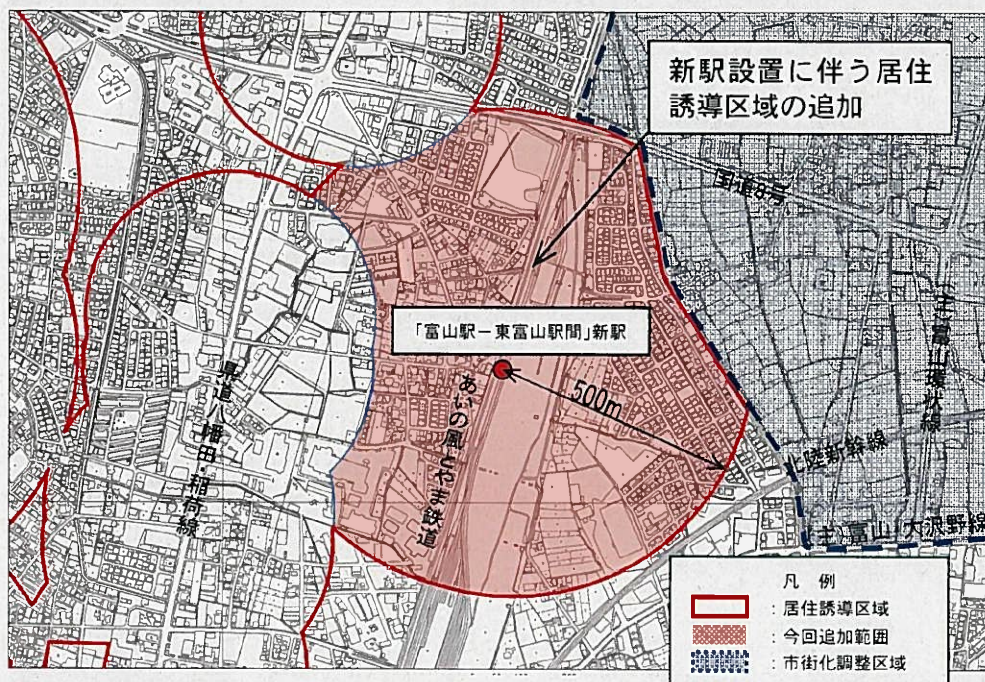 新駅設置に伴う居住
誘導区域の追加
国道8号
(主)富山環状線
「富山駅－東富山駅間」新駅
500m
あいの風とやま鉄道
県道八幡田・稲荷線
北陸新幹線
(主)富山大沢野線
凡 例
：居住誘導区域
：今回追加範囲
：市街化調整区域